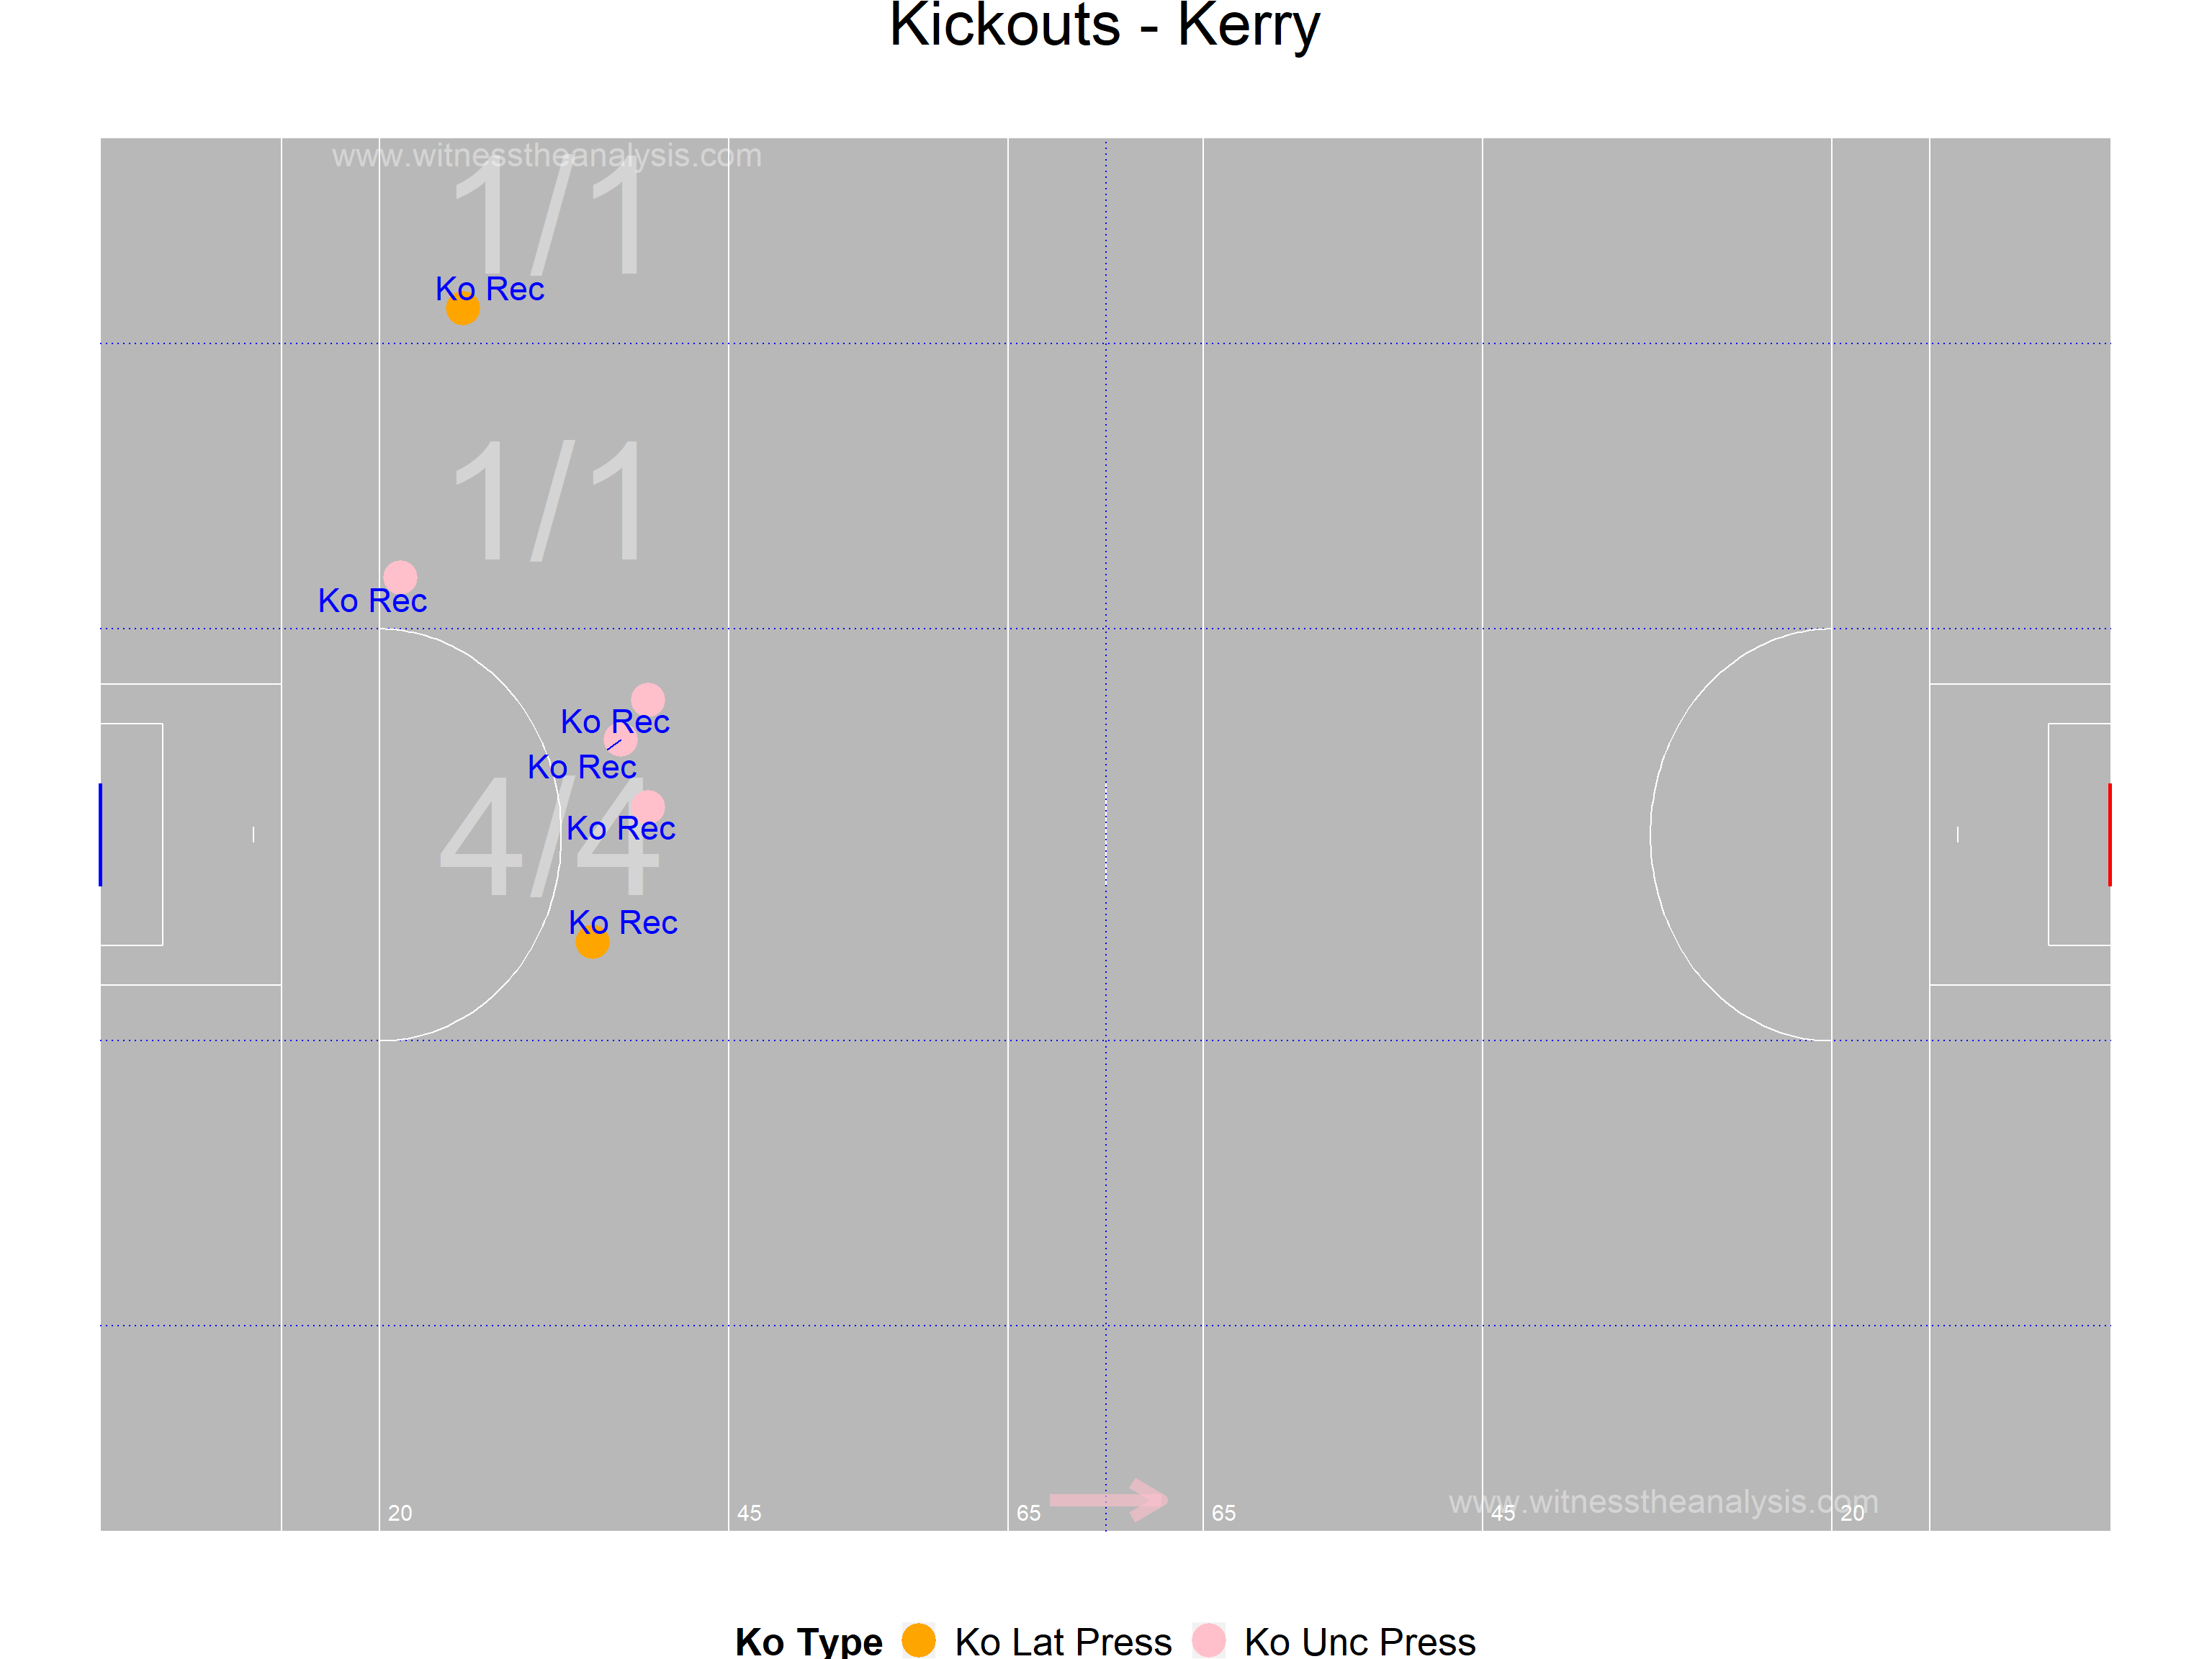 Kickouts - Kerry
www.witnesstheanalysis.com
1/1
Ko Rec
1/1
Ko Rec
Ko Rec
Ko Rec
4/4
Ko Rec
Ko Rec
20 45 65 65 45 20
www.witnesstheanalysis.com
Ko Type Ko Lat Press Ko Unc Press